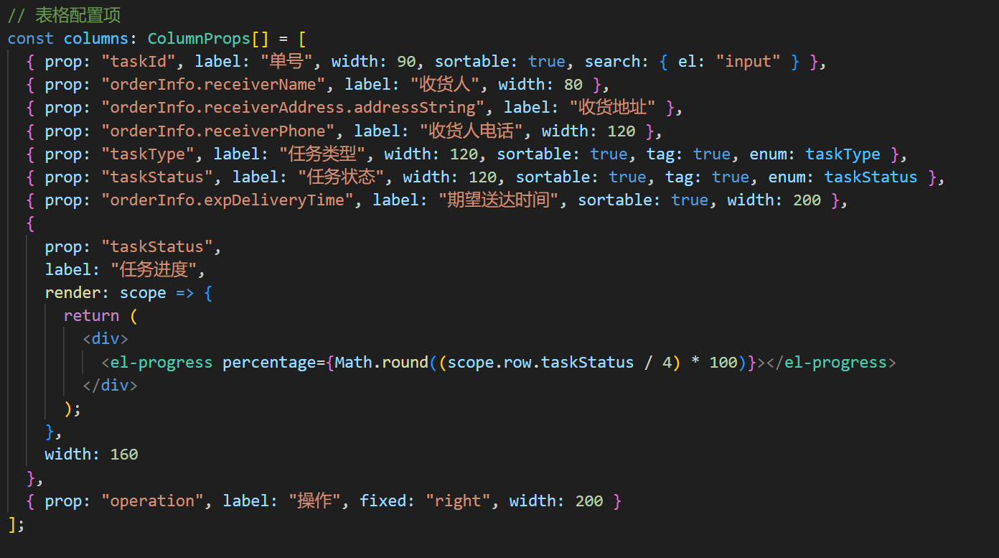 // 表格配置项
const columns: ColumnProps[] = [
  { prop: "taskId", label: "单号", width: 90, sortable: true, search: { el: "input" } },
  { prop: "orderInfo.receiverName", label: "收货人", width: 80 },
  { prop: "orderInfo.receiverAddress.addressString", label: "收货地址" },
  { prop: "orderInfo.receiverPhone", label: "收货人电话", width: 120 },
  { prop: "taskType", label: "任务类型", width: 120, sortable: true, tag: true, enum: taskType },
  { prop: "taskStatus", label: "任务状态", width: 120, sortable: true, tag: true, enum: taskStatus },
  { prop: "orderInfo.expDeliveryTime", label: "期望送达时间", sortable: true, width: 200 },
  {
    prop: "taskStatus",
    label: "任务进度",
    render: scope => {
      return (
        <div>
          <el-progress percentage={Math.round((scope.row.taskStatus / 4) * 100)}></el-progress>
        </div>
      );
    },
    width: 160
  },
  { prop: "operation", label: "操作", fixed: "right", width: 200 }
];